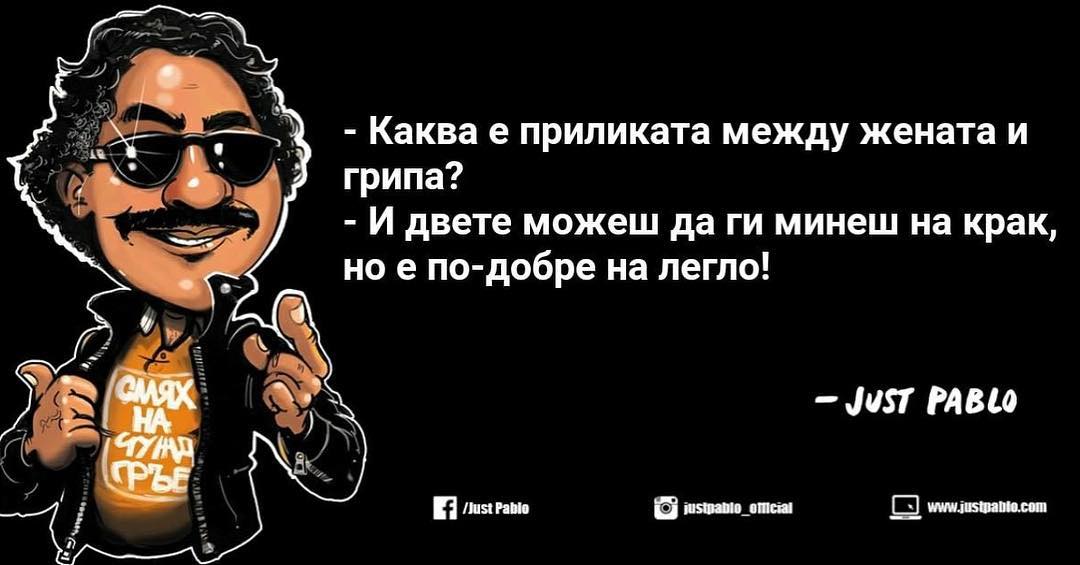 - Каква е приликата между жената и
грипа?
- И двете можеш да ги минеш на крак,
но е по-добре на легло!
– JUST PABLO
СМЯХ
НА
ЧУЖД
ГРЪБ
/Just Pablo
justpablo_official
www.justpablo.com